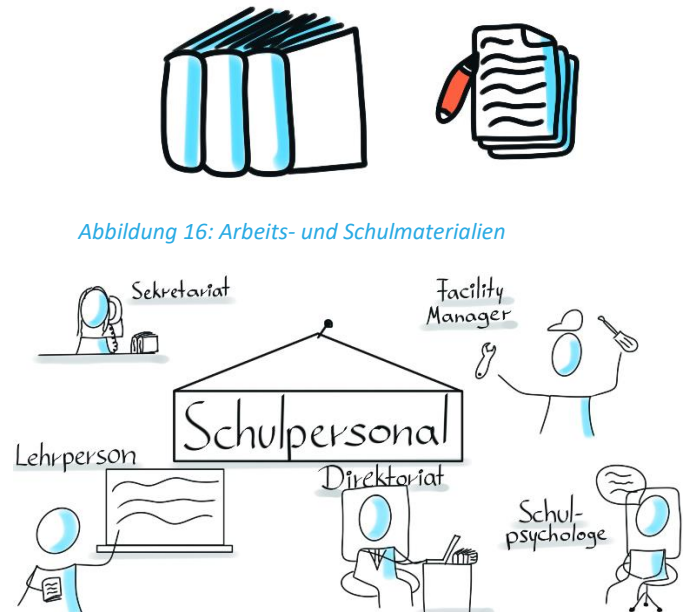 Abbildung 16: Arbeits- und Schulmaterialien
Sekretariat
Facility
Manager
Schulpersonal
Lehrperson
Direktoriat
Schul-
psychologe